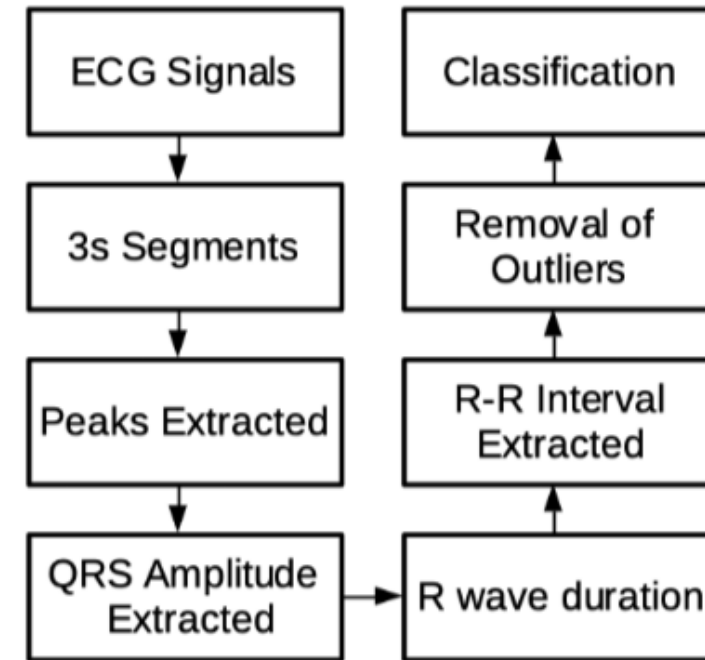 ECG Signals
3s Segments
Peaks Extracted
QRS Amplitude
Extracted
R wave duration
R-R Interval
Extracted
Removal of
Outliers
Classification